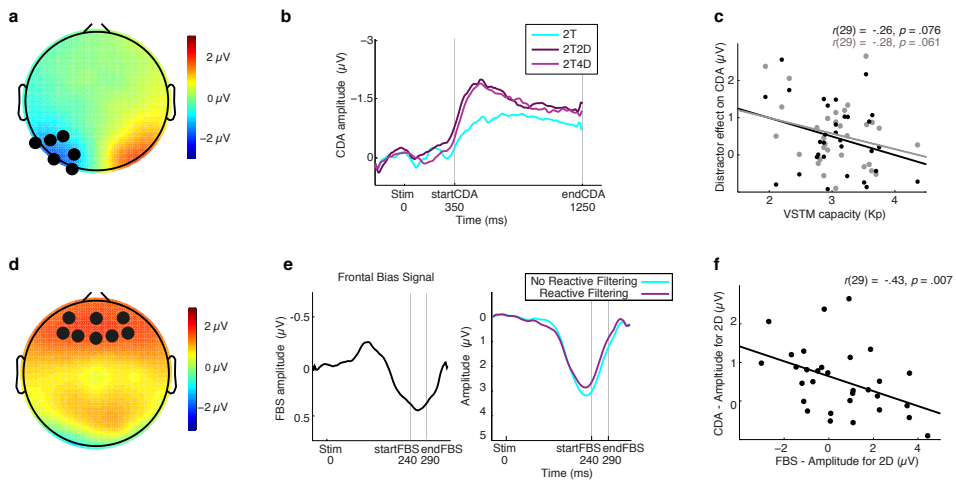 a
2 µV
0 µV
−2 µV
b
2T
2T2D
2T4D
−3
-1.5
0
CDA amplitude (µV)
Stim
0
startCDA
350
endCDA
1250
Time (ms)
c
r(29) = -.26, p = .076
r(29) = -.28, p = .061
2
1
0
Distractor effect on CDA (µV)
2
3
4
VSTM capacity (Kp)
d
2 µV
0 µV
−2 µV
e
Frontal Bias Signal
-0.5
0
0.5
FBS amplitude (µV)
Stim
0
startFBS
240
endFBS
290
No Reactive Filtering
Reactive Filtering
0
1
2
3
4
5
Amplitude (µV)
Stim
0
startFBS
240
endFBS
290
Time (ms)
f
r(29) = -.43, p = .007
2
1
0
CDA - Amplitude for 2D (µV)
−2
0
2
4
FBS - Amplitude for 2D (µV)